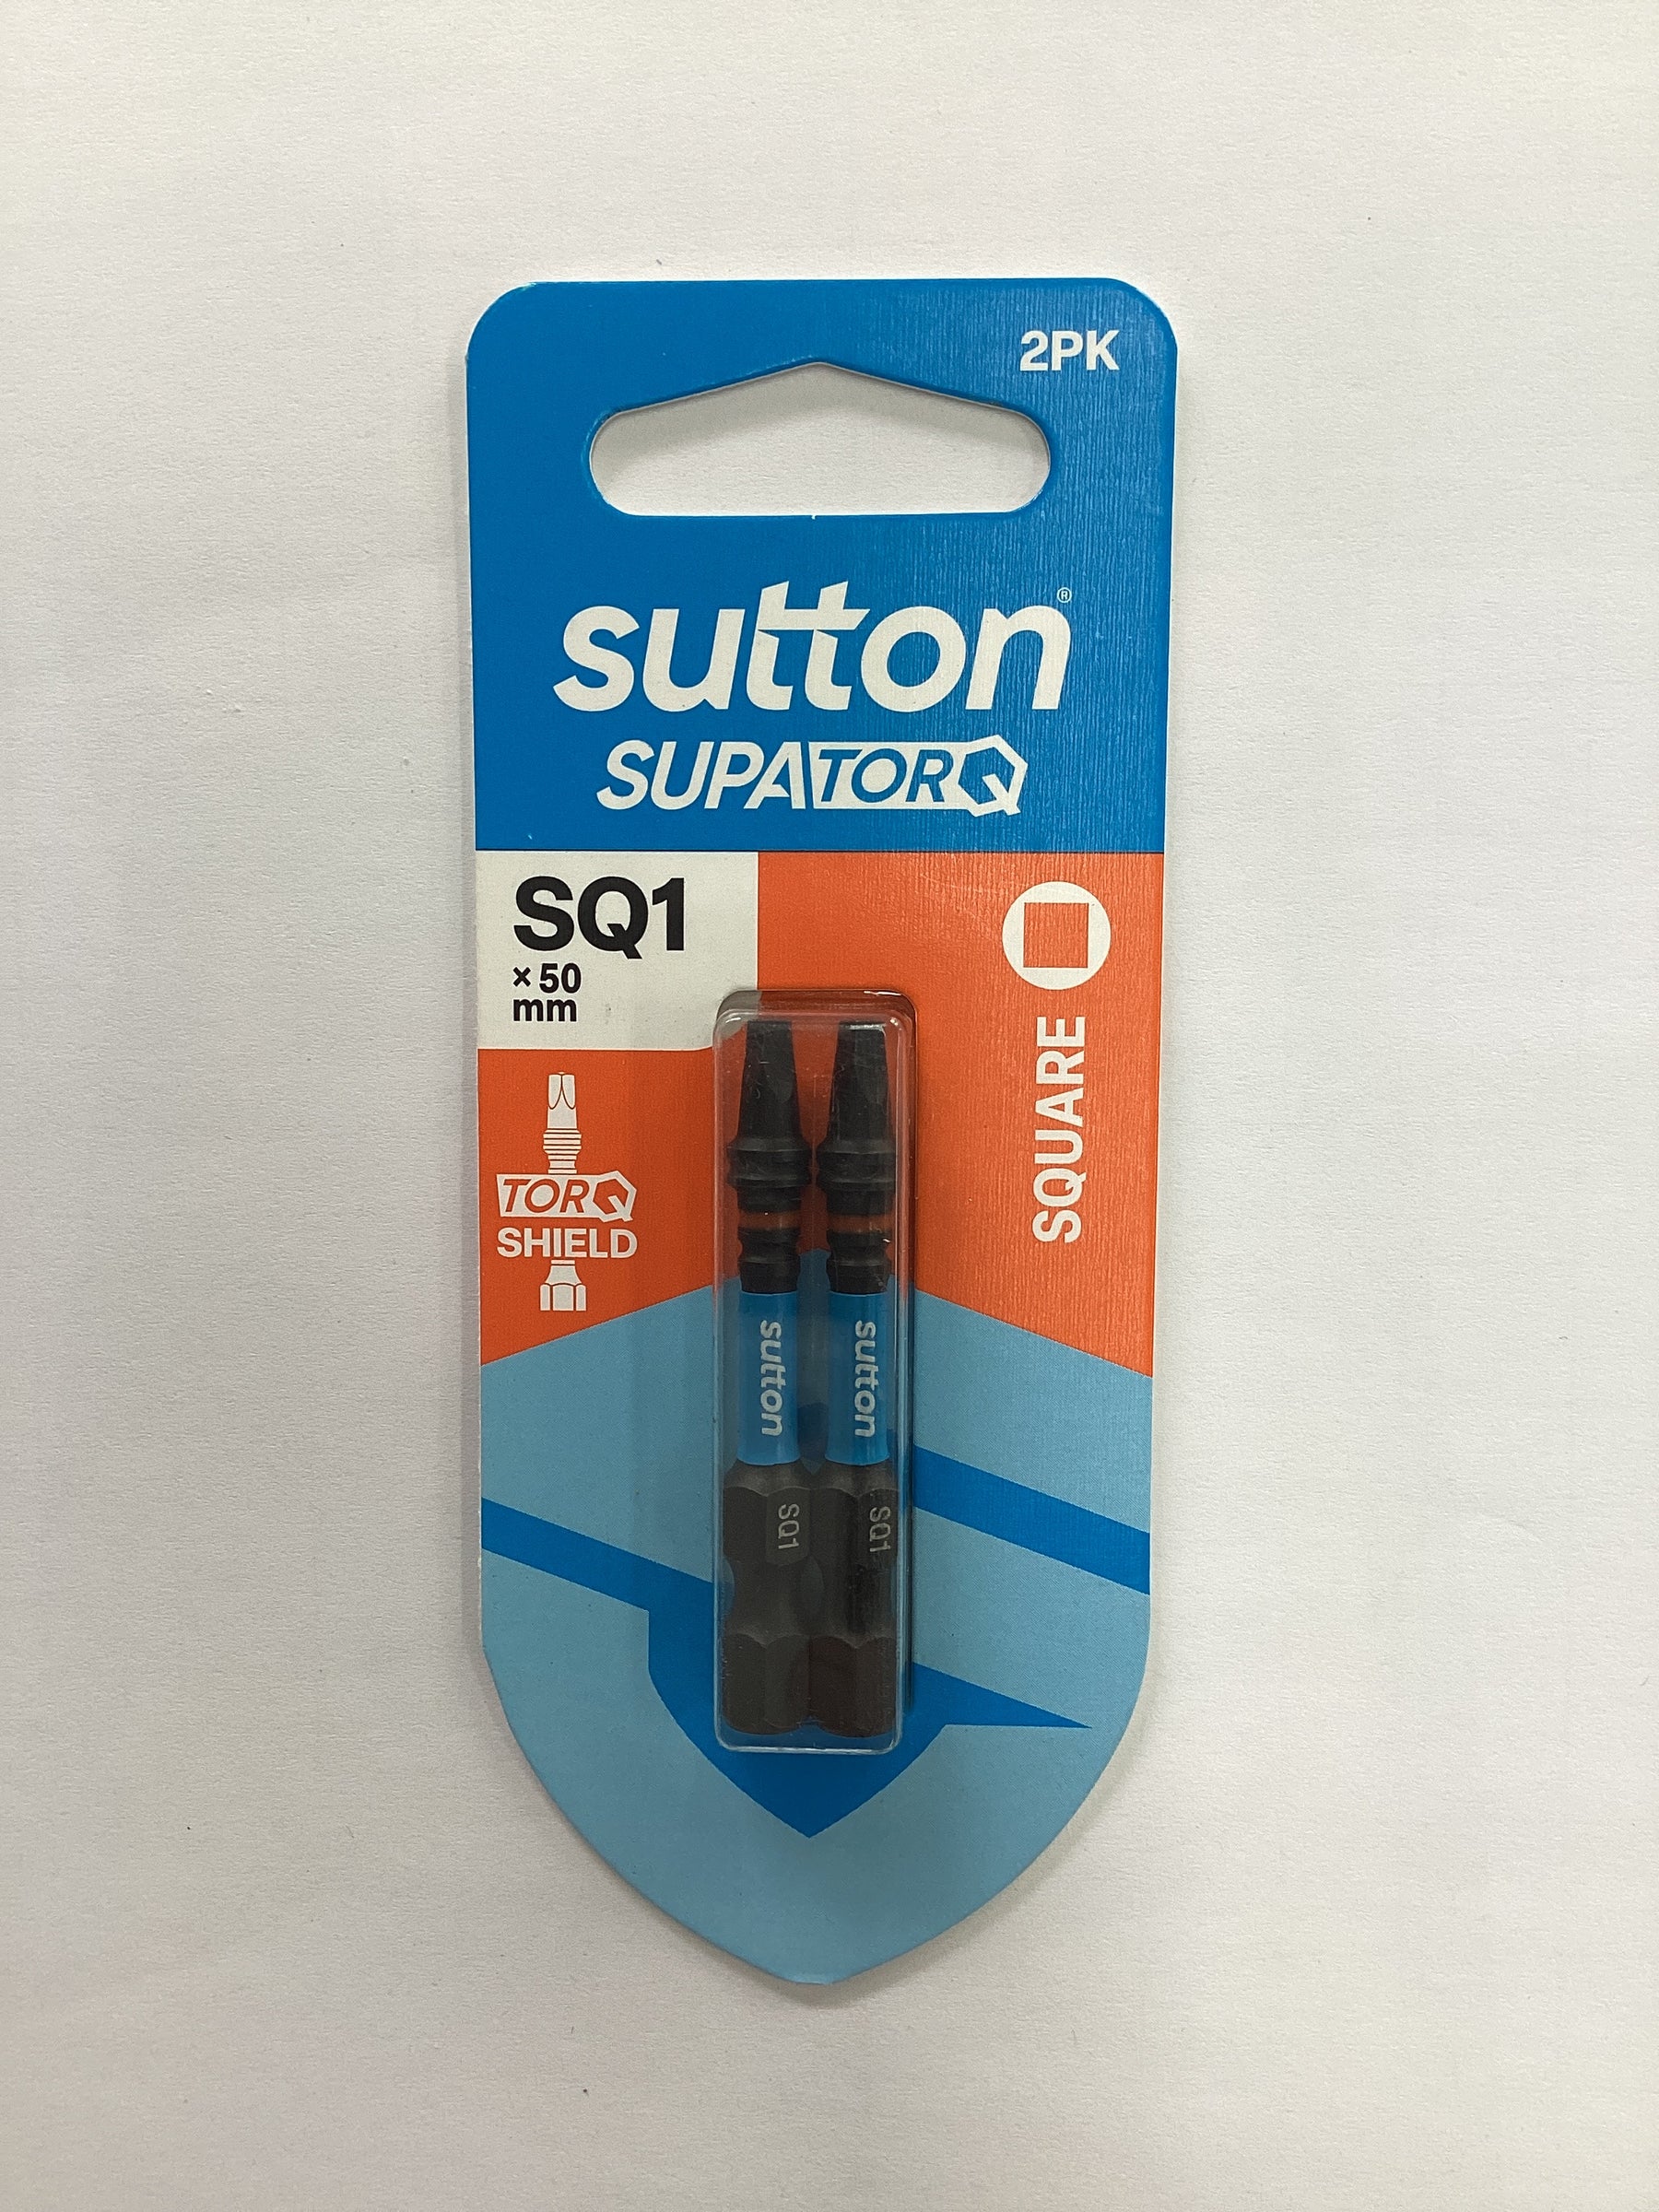 2PK
sutton®
SUPATORQ
SQ1
× 50
mm
SQUARE
TORQ
SHIELD
sutton
sutton
SQ1
SQ1